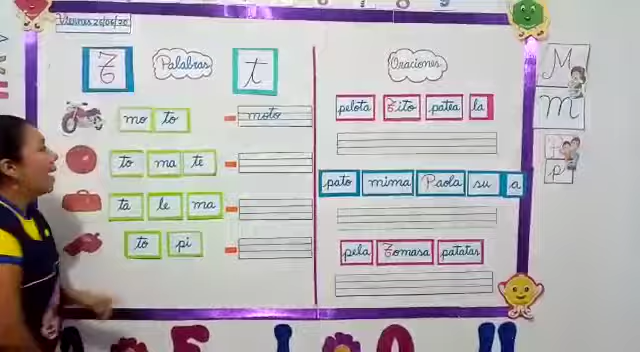 Viernes 26/06/20
T Palabras t
mo to - moto
to ma te -
ta le ma -
to pi -
Oraciones
pelota Tito patea la
pato mima Paola su a
pela Tomasa patatas
M
m
p